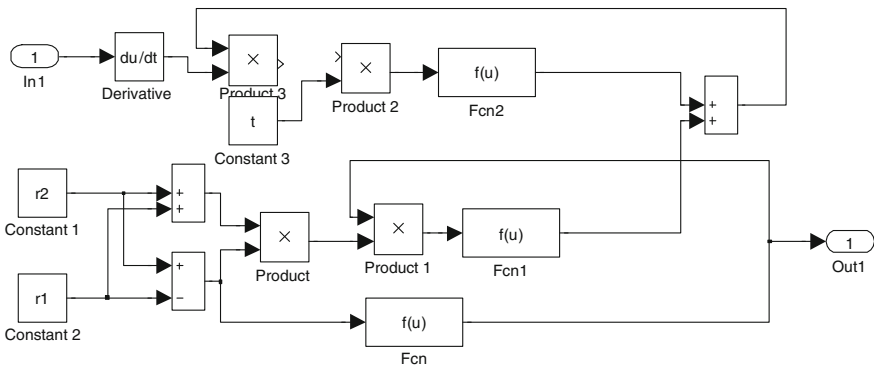 1
In1
du/dt
Derivative
×
Product 3
t
Constant 3
×
Product 2
f(u)
Fcn2
+
+
r2
Constant 1
+
+
×
Product
×
Product 1
f(u)
Fcn1
1
Out1
r1
Constant 2
+
−
f(u)
Fcn